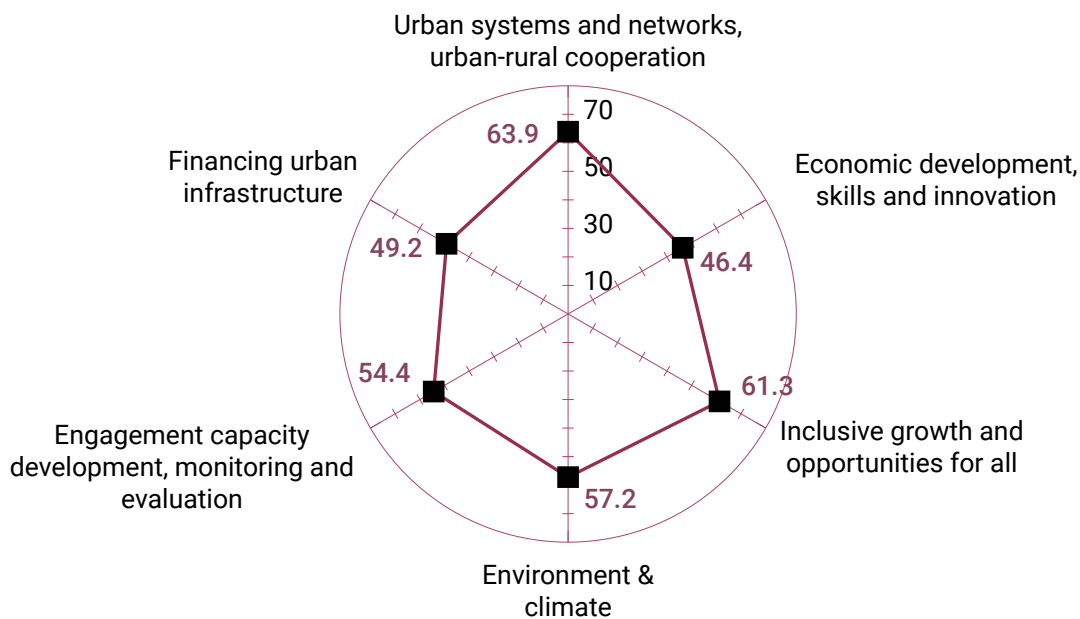 Urban systems and networks,
urban-rural cooperation
70
63.9
50
Financing urban
infrastructure
Economic development,
skills and innovation
30
49.2
46.4
10
54.4
61.3
Engagement capacity
development, monitoring and
evaluation
Inclusive growth and
opportunities for all
57.2
Environment &
climate